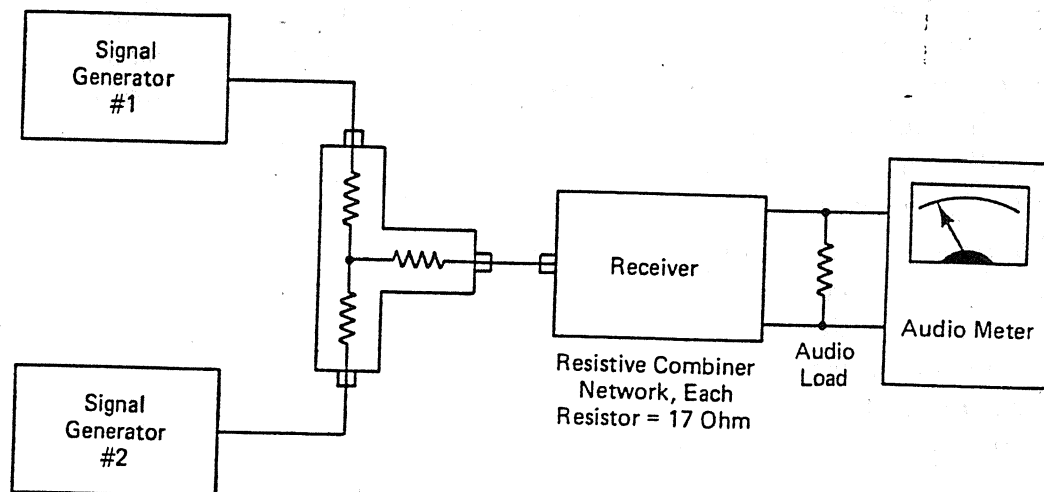 Signal
Generator
#1
Receiver
Audio Meter
Resistive Combiner
Network, Each
Resistor = 17 Ohm
Audio
Load
Signal
Generator
#2